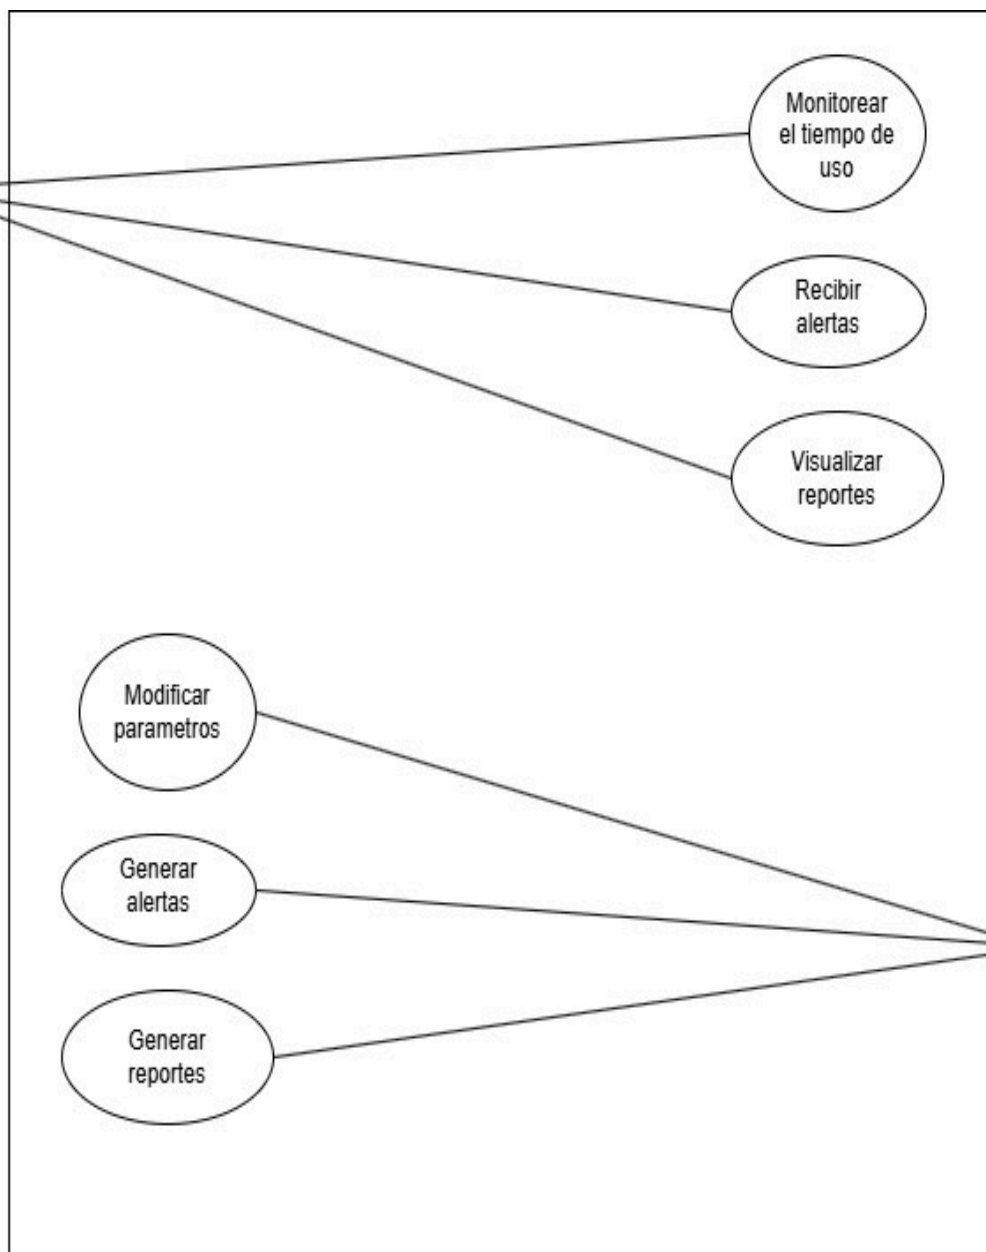 Monitorear
el tiempo de
uso
Recibir
alertas
Visualizar
reportes
Modificar
parametros
Generar
alertas
Generar
reportes